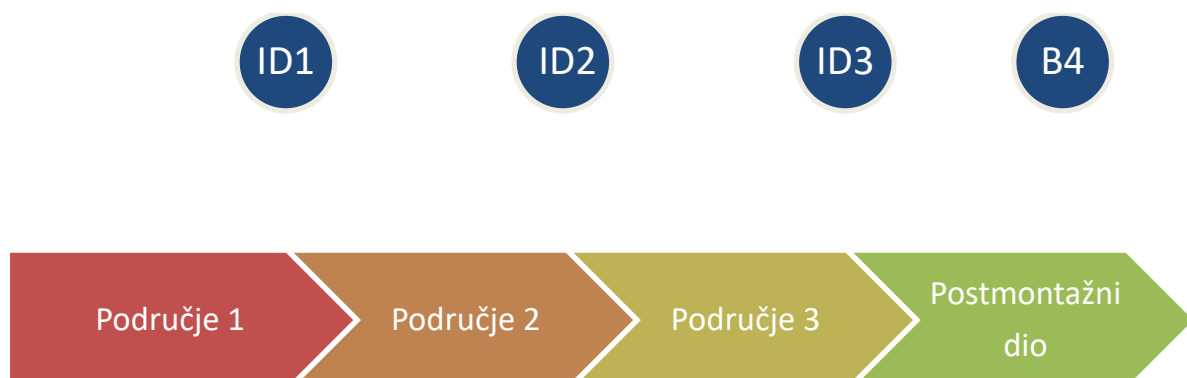 ID1
ID2
ID3
B4
Područje 1
Područje 2
Područje 3
Postmontažni
dio